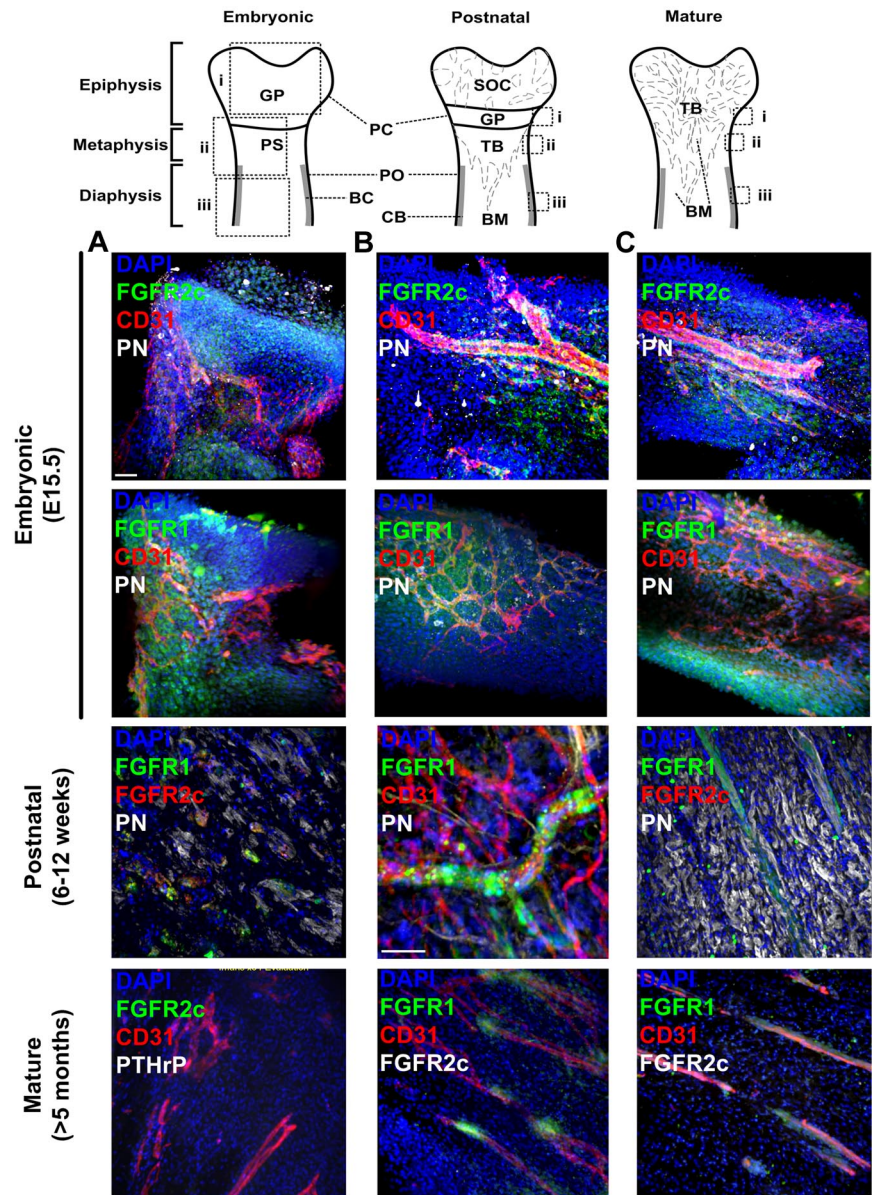 Embryonic
Postnatal
Mature
Epiphysis
Metaphysis
Diaphysis
i
GP
ii
PS
iii
PC
PO
BC
CB
SOC
GP
TB
BM
i
ii
iii
TB
BM
i
ii
iii
A
B
C
Embryonic
(E15.5)
DAPI
FGFR2c
CD31
PN
DAPI
FGFR2c
CD31
PN
DAPI
FGFR2c
CD31
PN
DAPI
FGFR1
CD31
PN
DAPI
FGFR1
CD31
PN
DAPI
FGFR1
CD31
PN
Postnatal
(6-12 weeks)
DAPI
FGFR1
FGFR2c
PN
DAPI
FGFR1
CD31
PN
DAPI
FGFR1
FGFR2c
PN
Mature
(>5 months)
Evaluation
DAPI
FGFR2c
CD31
PTHrP
DAPI
FGFR1
CD31
FGFR2c
DAPI
FGFR1
CD31
FGFR2c